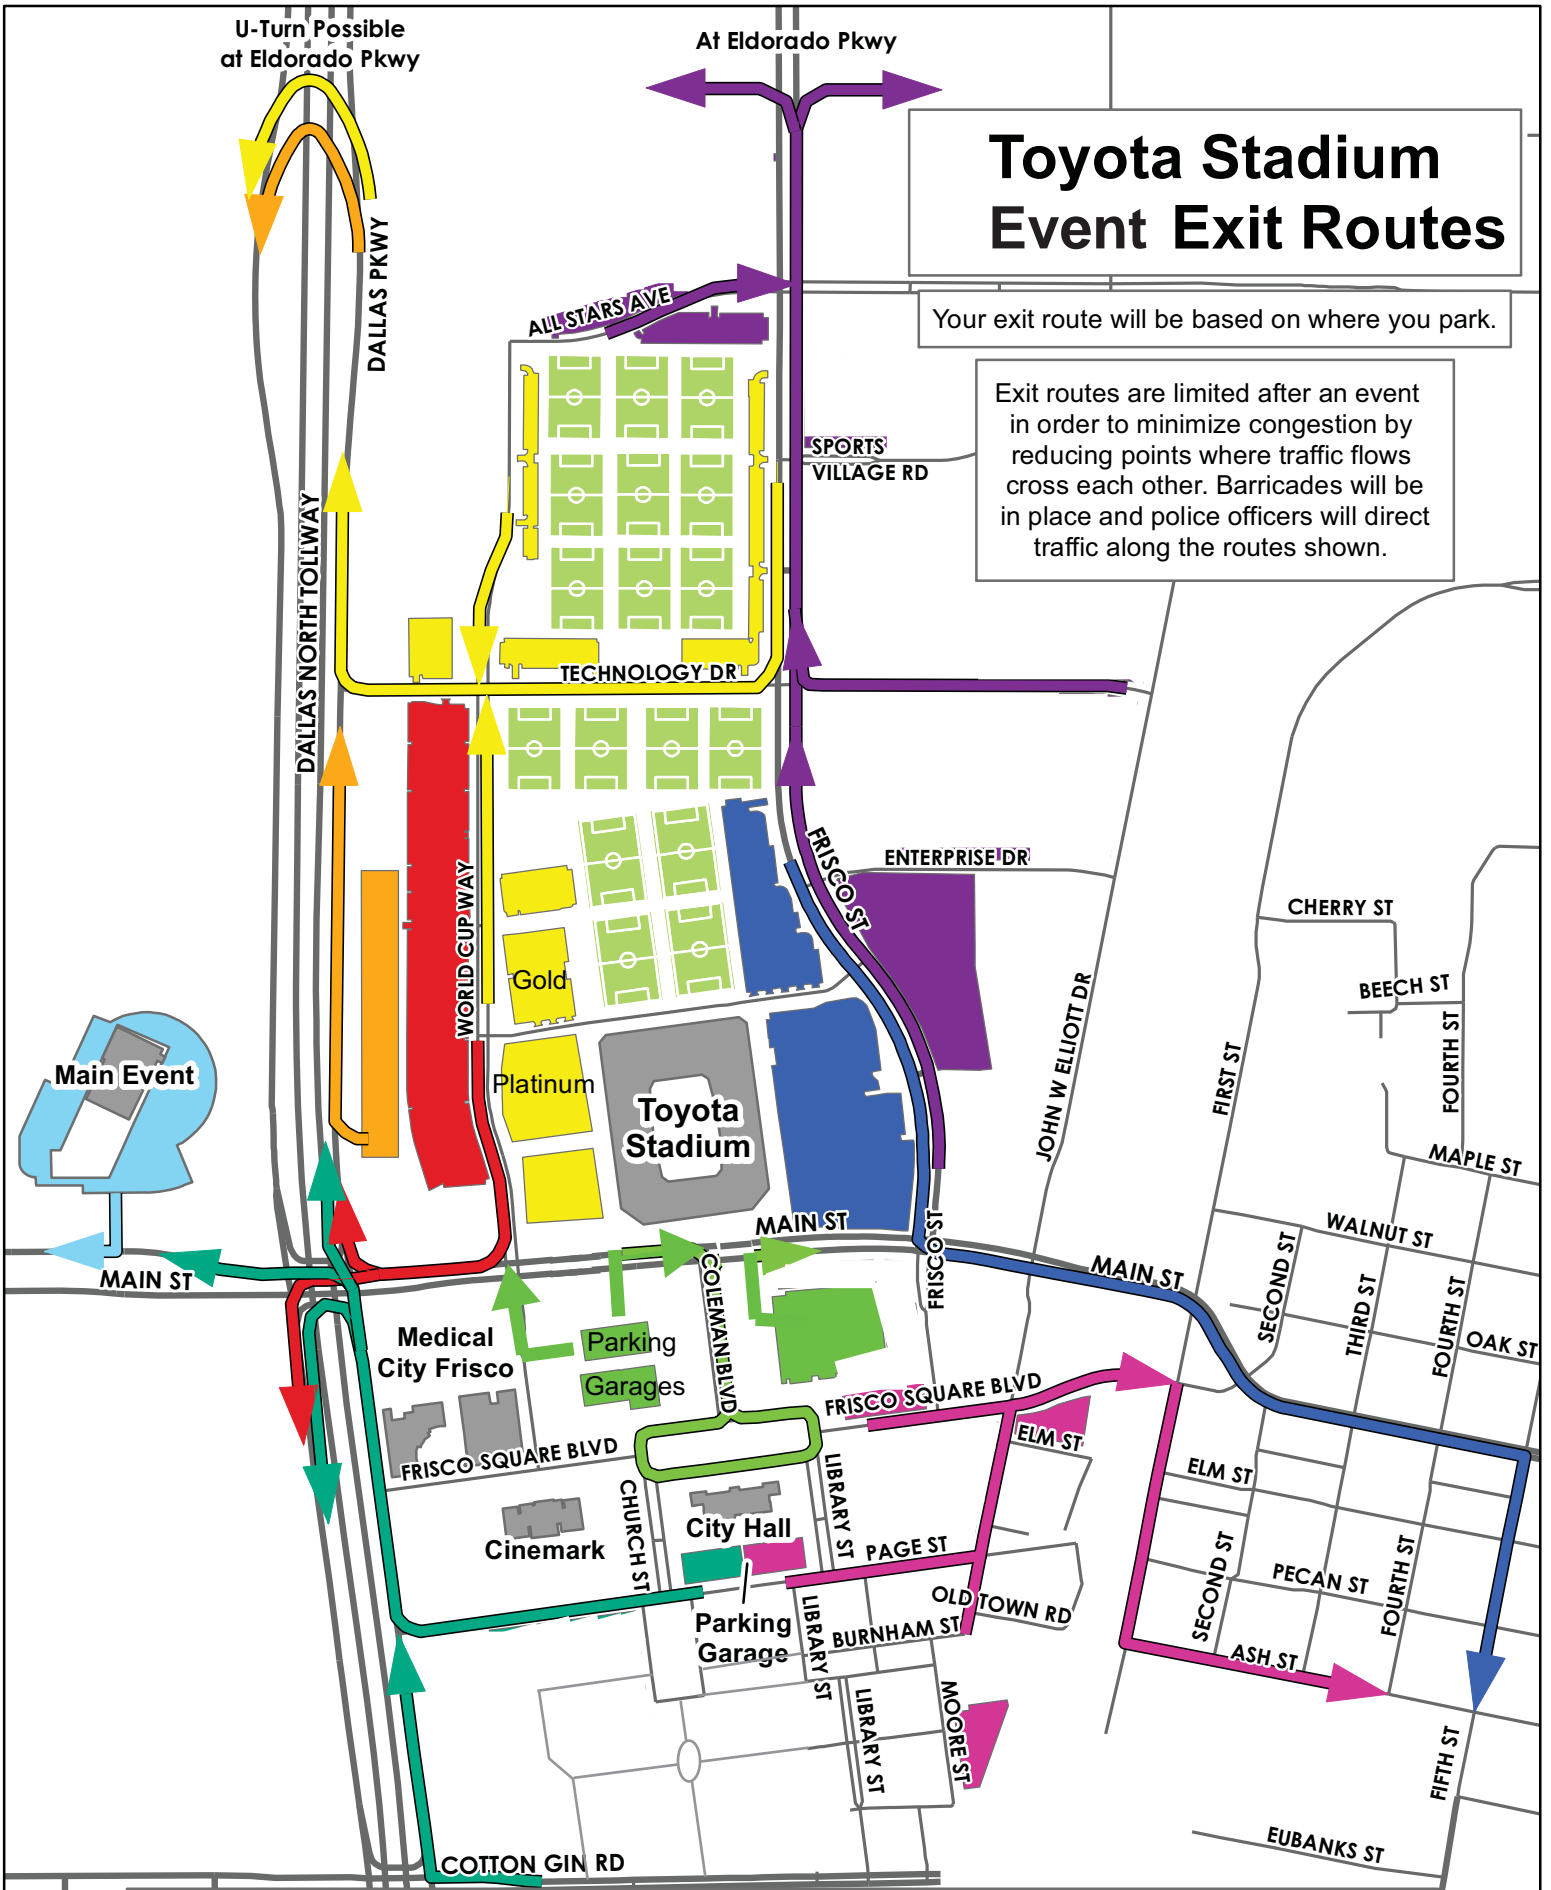 U-Turn Possible
at Eldorado Pkwy
At Eldorado Pkwy
Toyota Stadium
Event Exit Routes
Your exit route will be based on where you park.
Exit routes are limited after an event
in order to minimize congestion by
reducing points where traffic flows
cross each other. Barricades will be
in place and police officers will direct
traffic along the routes shown.
DALLAS PKWY
ALL STARS AVE
SPORTS
VILLAGE RD
DALLAS NORTH TOLLWAY
TECHNOLOGY DR
FRISCO ST
ENTERPRISE DR
WORLD CUP WAY
CHERRY ST
Gold
BEECH ST
JOHN W ELLIOTT DR
FIRST ST
FOURTH ST
Main Event
Platinum
Toyota
Stadium
MAPLE ST
MAIN ST
FRISCO ST
WALNUT ST
MAIN ST
SECOND ST
MAIN ST
COLEMAN BLVD
THIRD ST
FOURTH ST
OAK ST
Medical
City Frisco
Parking
Garages
FRISCO SQUARE BLVD
ELM ST
FRISCO SQUARE BLVD
ELM ST
CHURCH ST
LIBRARY ST
City Hall
Cinemark
PAGE ST
SECOND ST
PECAN ST
FOURTH ST
OLD TOWN RD
Parking
Garage
LIBRARY ST
BURNHAM ST
ASH ST
LIBRARY ST
MOORE ST
FIFTH ST
EUBANKS ST
COTTON GIN RD